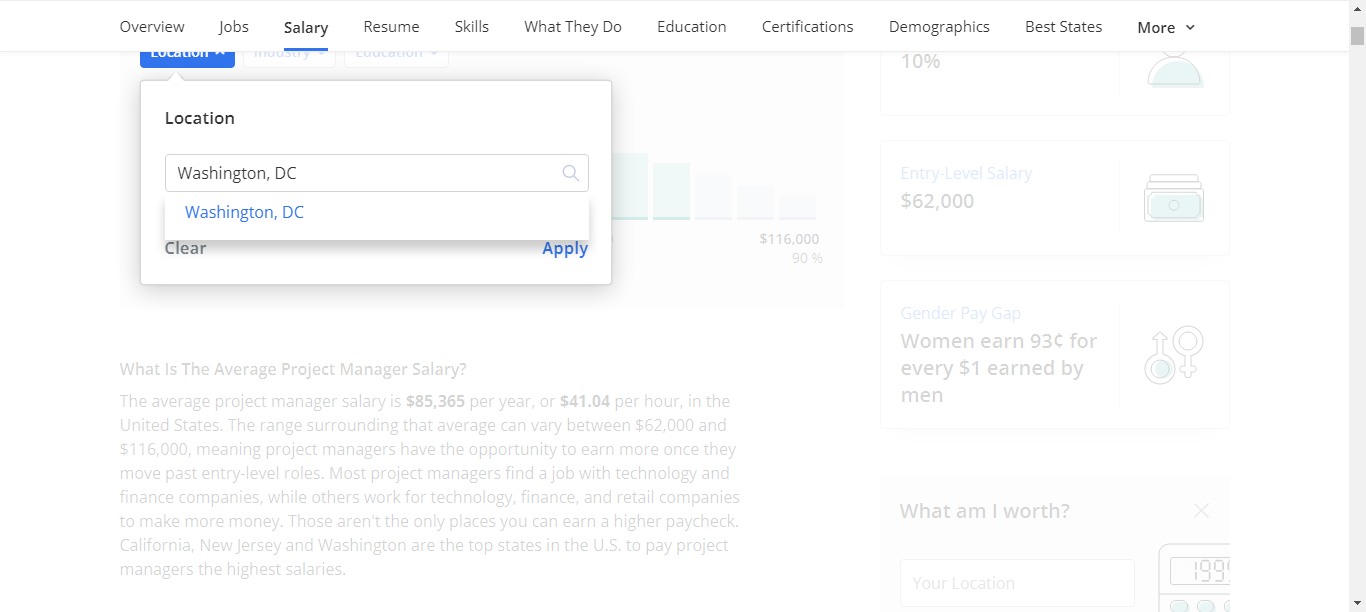 Overview Jobs Salary Resume Skills What They Do Education Certifications Demographics Best States More
Location Industry Education
Location
Washington, DC
Washington, DC
Clear Apply
$116,000
90 %
What Is The Average Project Manager Salary?
The average project manager salary is $85,365 per year, or $41.04 per hour, in the
United States. The range surrounding that average can vary between $62,000 and
$116,000, meaning project managers have the opportunity to earn more once they
move past entry-level roles. Most project managers find a job with technology and
finance companies, while others work for technology, finance, and retail companies
to make more money. Those aren't the only places you can earn a higher paycheck.
California, New Jersey and Washington are the top states in the U.S. to pay project
managers the highest salaries.
10%
Entry-Level Salary
$62,000
Gender Pay Gap
Women earn 93¢ for
every $1 earned by
men
What am I worth?
Your Location